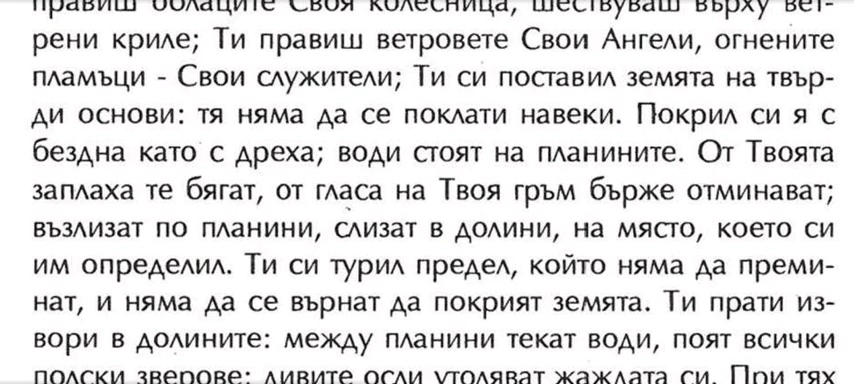 правиш облаците Своя колесница, шествуваш върху вет-
рени криле; Ти правиш ветровете Свои Ангели, огнените
пламъци - Свои служители; Ти си поставил земята на твър-
ди основи: тя няма да се поклати навеки. Покрил си я с
бездна като с дреха; води стоят на планините. От Твоята
заплаха те бягат, от гласа на Твоя гръм бърже отминават;
възлизат по планини, слизат в долини, на място, което си
им определил. Ти си турил предел, който няма да преми-
нат, и няма да се върнат да покрият земята. Ти прати из-
вори в долините: между планини текат води, поят всички
полски зверове; дивите осли утоляват жаждата си. При тях